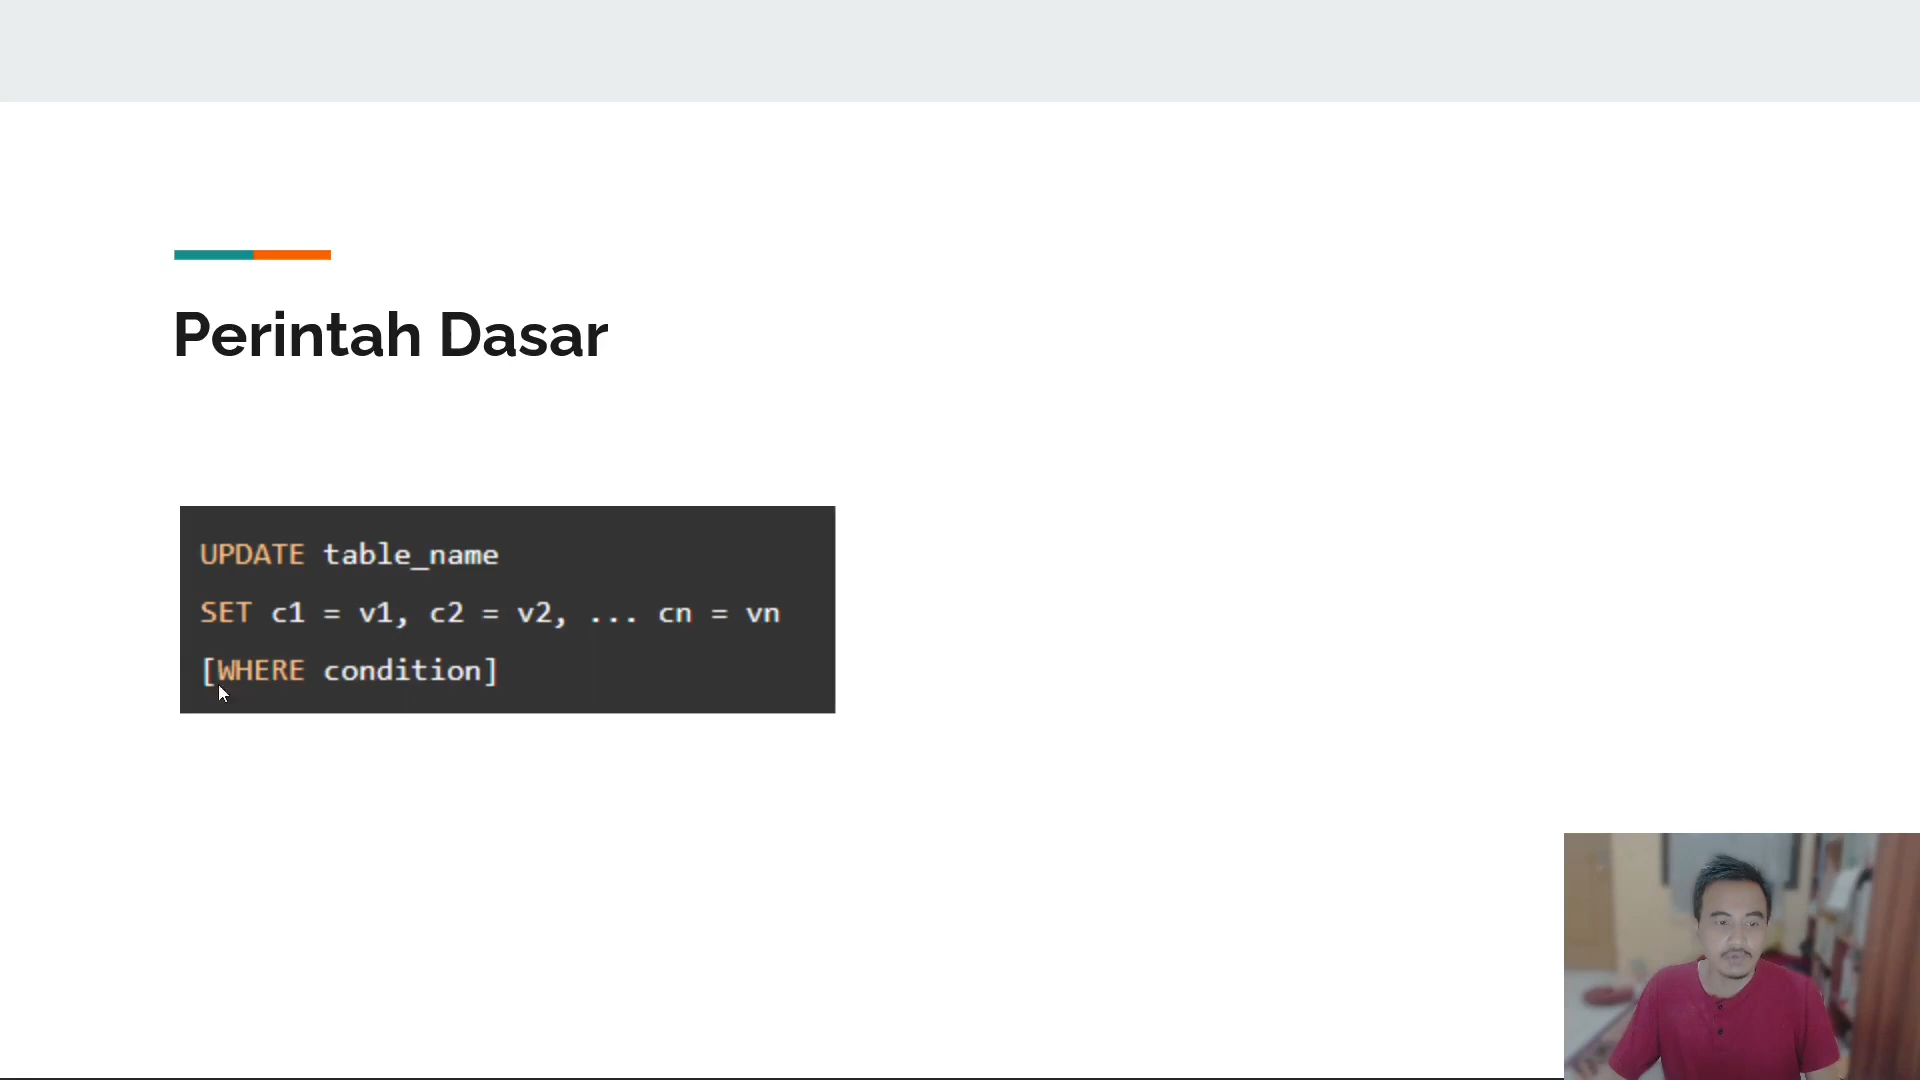 Perintah Dasar
UPDATE table_name
SET c1 = v1, c2 = v2, ... cn = vn
[WHERE condition]